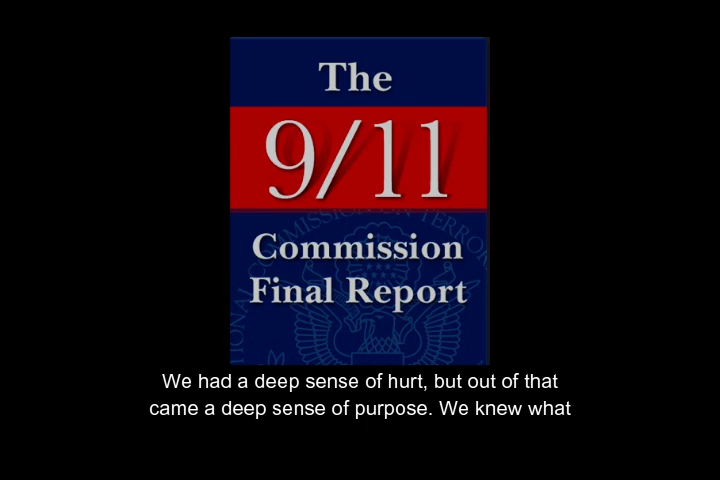 The
9/11
Commission
Final Report
We had a deep sense of hurt, but out of that
came a deep sense of purpose. We knew what